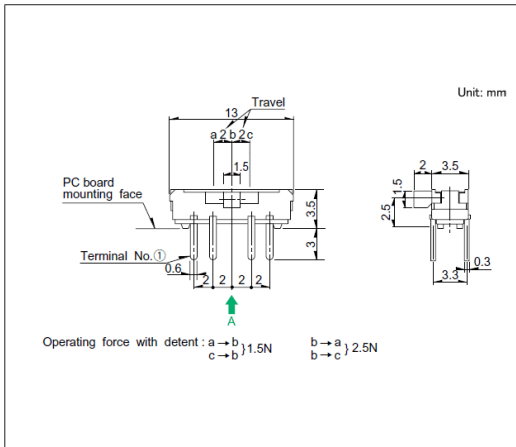 Unit: mm
Travel
13
a 2 b 2 c
1.5
PC board
mounting face
3.5
3
Terminal No.①
0.6
2 2 2 2
A
2 3.5
1.5
2.5
0.3
3.3
Operating force with detent : a→b
c→b } 1.5N
b→a
b→c } 2.5N